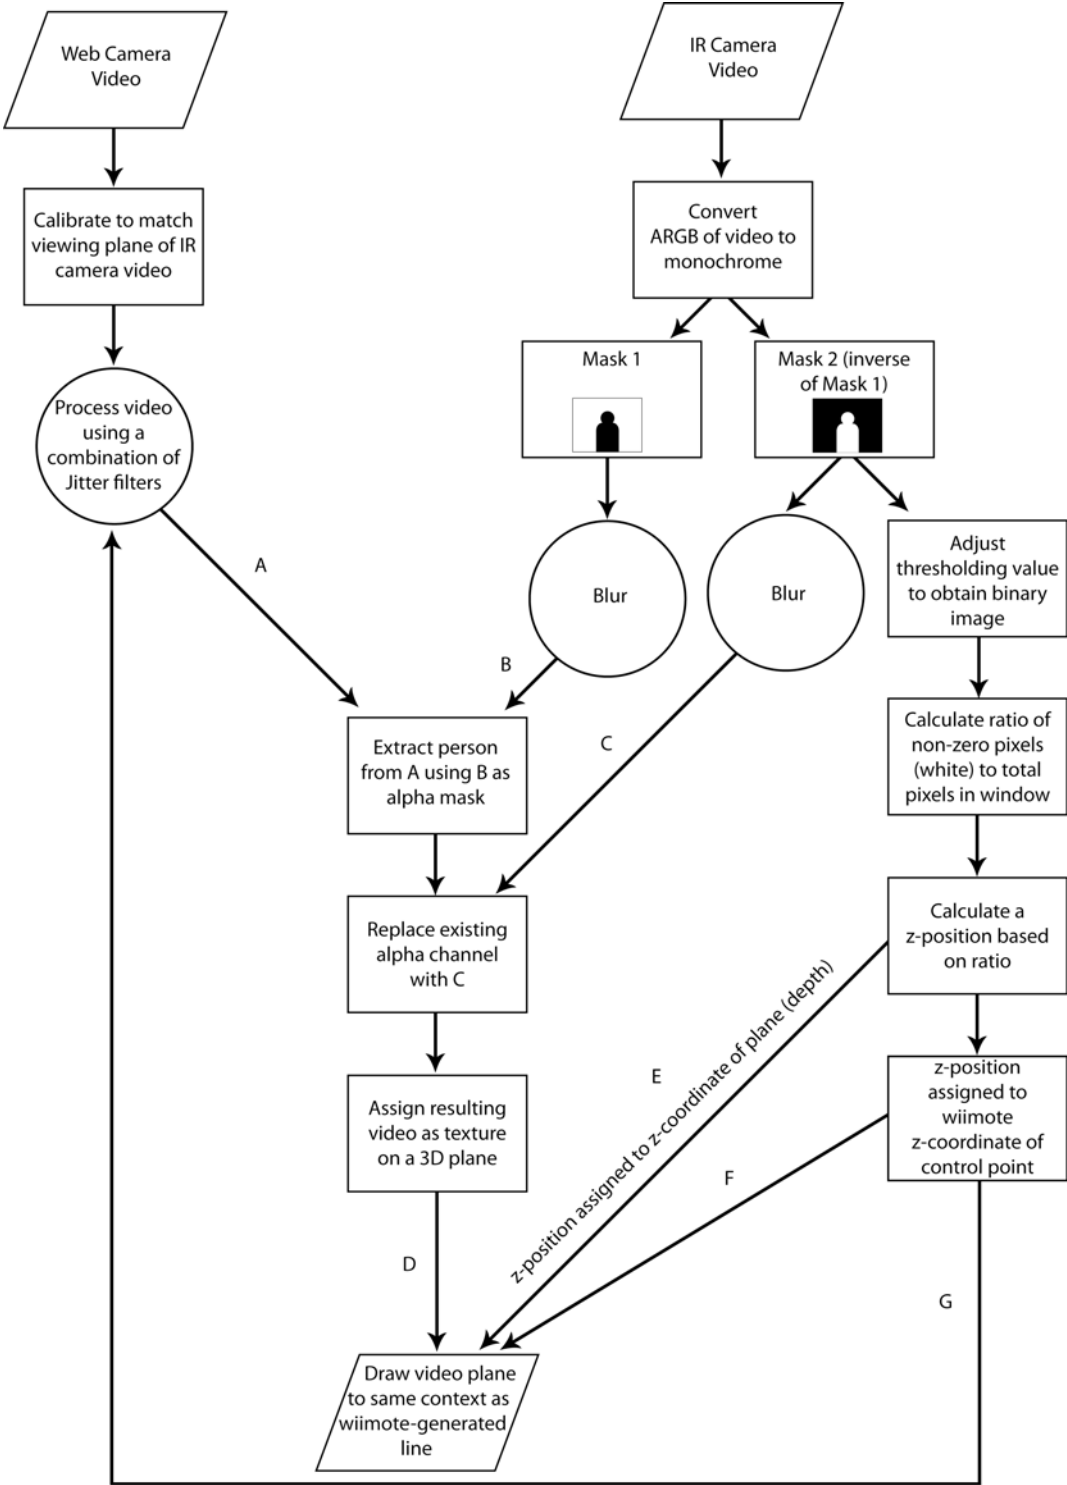 Web Camera
Video
IR Camera
Video
Calibrate to match
viewing plane of IR
camera video
Convert
ARGB of video to
monochrome
Mask 1
Mask 2 (inverse
of Mask 1)
Process video
using a
combination of
Jitter filters
A
Blur
Blur
Adjust
thresholding value
to obtain binary
image
B
C
Extract person
from A using B as
alpha mask
Calculate ratio of
non-zero pixels
(white) to total
pixels in window
Replace existing
alpha channel
with C
Calculate a
z-position based
on ratio
E
z-position assigned to z-coordinate of plane (depth)
Assign resulting
video as texture
on a 3D plane
z-position
assigned to
wiimote
z-coordinate of
control point
F
D
G
Draw video plane
to same context as
wiimote-generated
line